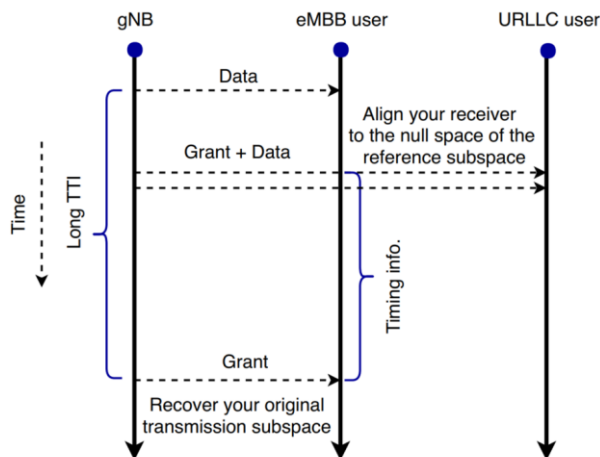 gNB
eMBB user
URLLC user
Data
Align your receiver
to the null space of the
reference subspace
Grant + Data
Time
Long TTI
Timing info.
Grant
Recover your original
transmission subspace